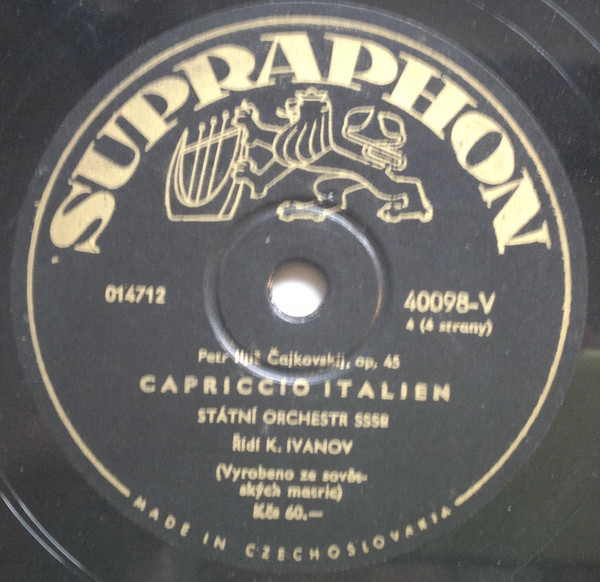 SUPRAPHON
014712
40098-V
4 (4 strany)
Petr Iljič Čajkovskij, op. 45
CAPRICCIO ITALIEN
STÁTNÍ ORCHESTR SSSR
Řídí K. IVANOV
(Vyrobeno ze sovět-
ských matric)
Kčs 60.—
MADE IN CZECHOSLOVAKIA